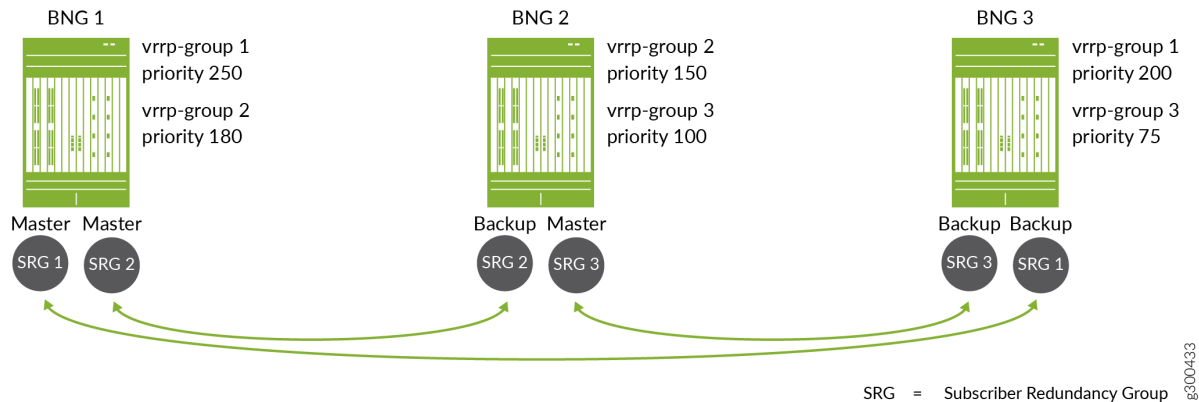 BNG 1
vrrp-group 1
priority 250
vrrp-group 2
priority 180
Master Master
SRG 1 SRG 2
BNG 2
vrrp-group 2
priority 150
vrrp-group 3
priority 100
Backup Master
SRG 2 SRG 3
BNG 3
vrrp-group 1
priority 200
vrrp-group 3
priority 75
Backup Backup
SRG 3 SRG 1
SRG = Subscriber Redundancy Group
g300433